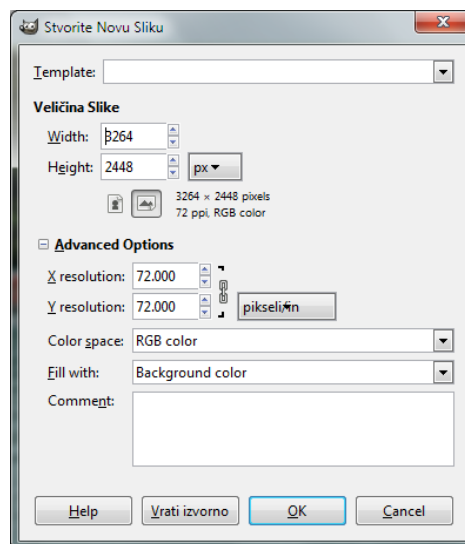 Stvorite Novu Sliku
Template:
Veličina Slike
Width: 3264
Height: 2448 px
3264 × 2448 pixels
72 ppi, RGB color
Advanced Options
X resolution: 72.000
Y resolution: 72.000 pikseli/in
Color space: RGB color
Fill with: Background color
Comment:
Help Vrati izvorno OK Cancel